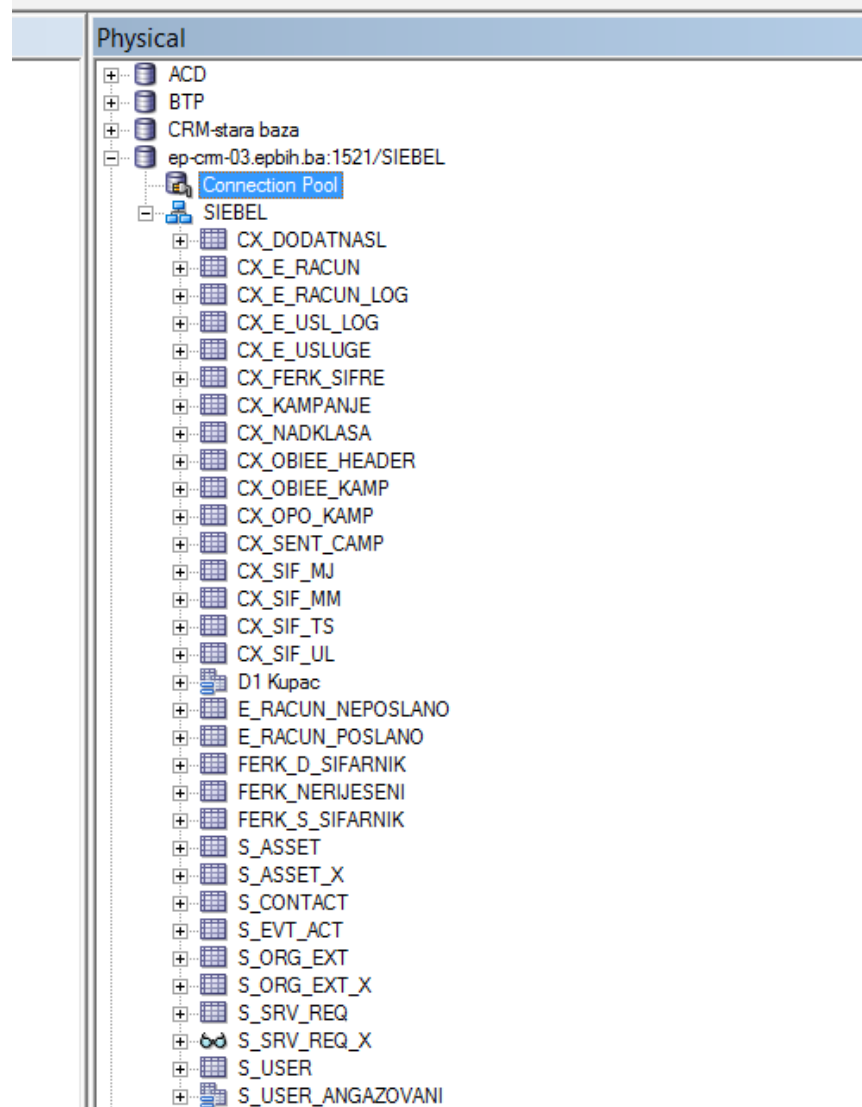 Physical
ACD
BTP
CRM-stara baza
ep-crm-03.epbih.ba:1521/SIEBEL
Connection Pool
SIEBEL
CX_DODATNASL
CX_E_RACUN
CX_E_RACUN_LOG
CX_E_USL_LOG
CX_E_USLUGE
CX_FERK_SIFRE
CX_KAMPANJE
CX_NADKLASA
CX_OBIEE_HEADER
CX_OBIEE_KAMP
CX_OPO_KAMP
CX_SENT_CAMP
CX_SIF_MJ
CX_SIF_MM
CX_SIF_TS
CX_SIF_UL
D1 Kupac
E_RACUN_NEPOSLANO
E_RACUN_POSLANO
FERK_D_SIFARNIK
FERK_NERIJESENI
FERK_S_SIFARNIK
S_ASSET
S_ASSET_X
S_CONTACT
S_EVT_ACT
S_ORG_EXT
S_ORG_EXT_X
S_SRV_REQ
S_SRV_REQ_X
S_USER
S_USER_ANGAZOVANI